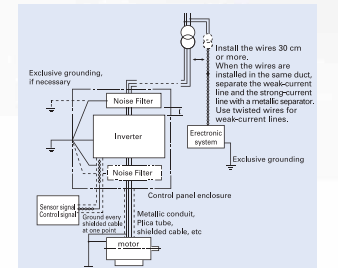 Install the wires 30 cm
or more.
When the wires are
installed in the same duct,
separate the weak-current
line and the strong-current
line with a metallic separator.
Use twisted wires for
weak-current lines.
Exclusive grounding,
if necessary
Noise Filter
Inverter
Erectronic
system
Exclusive grounding
Noise Filter
Control panel enclosure
Sensor signal
Control signal
Ground every
shielded cable
at one point
Metallic conduit,
Plica tube,
shielded cable, etc
motor